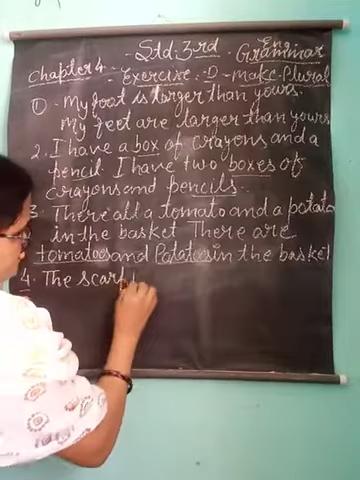 Std: 3rd. Eng. Grammar
Chapter 4. Exercise:-D - Make Plural
① - My foot is larger than yours.
My feet are larger than yours
2. I have a box of crayons and a
pencil. I have two boxes of
crayons and pencils.
3. There a tomato and a potato
in the basket There are
tomatoes and Potatoes in the basket
4. The scarf